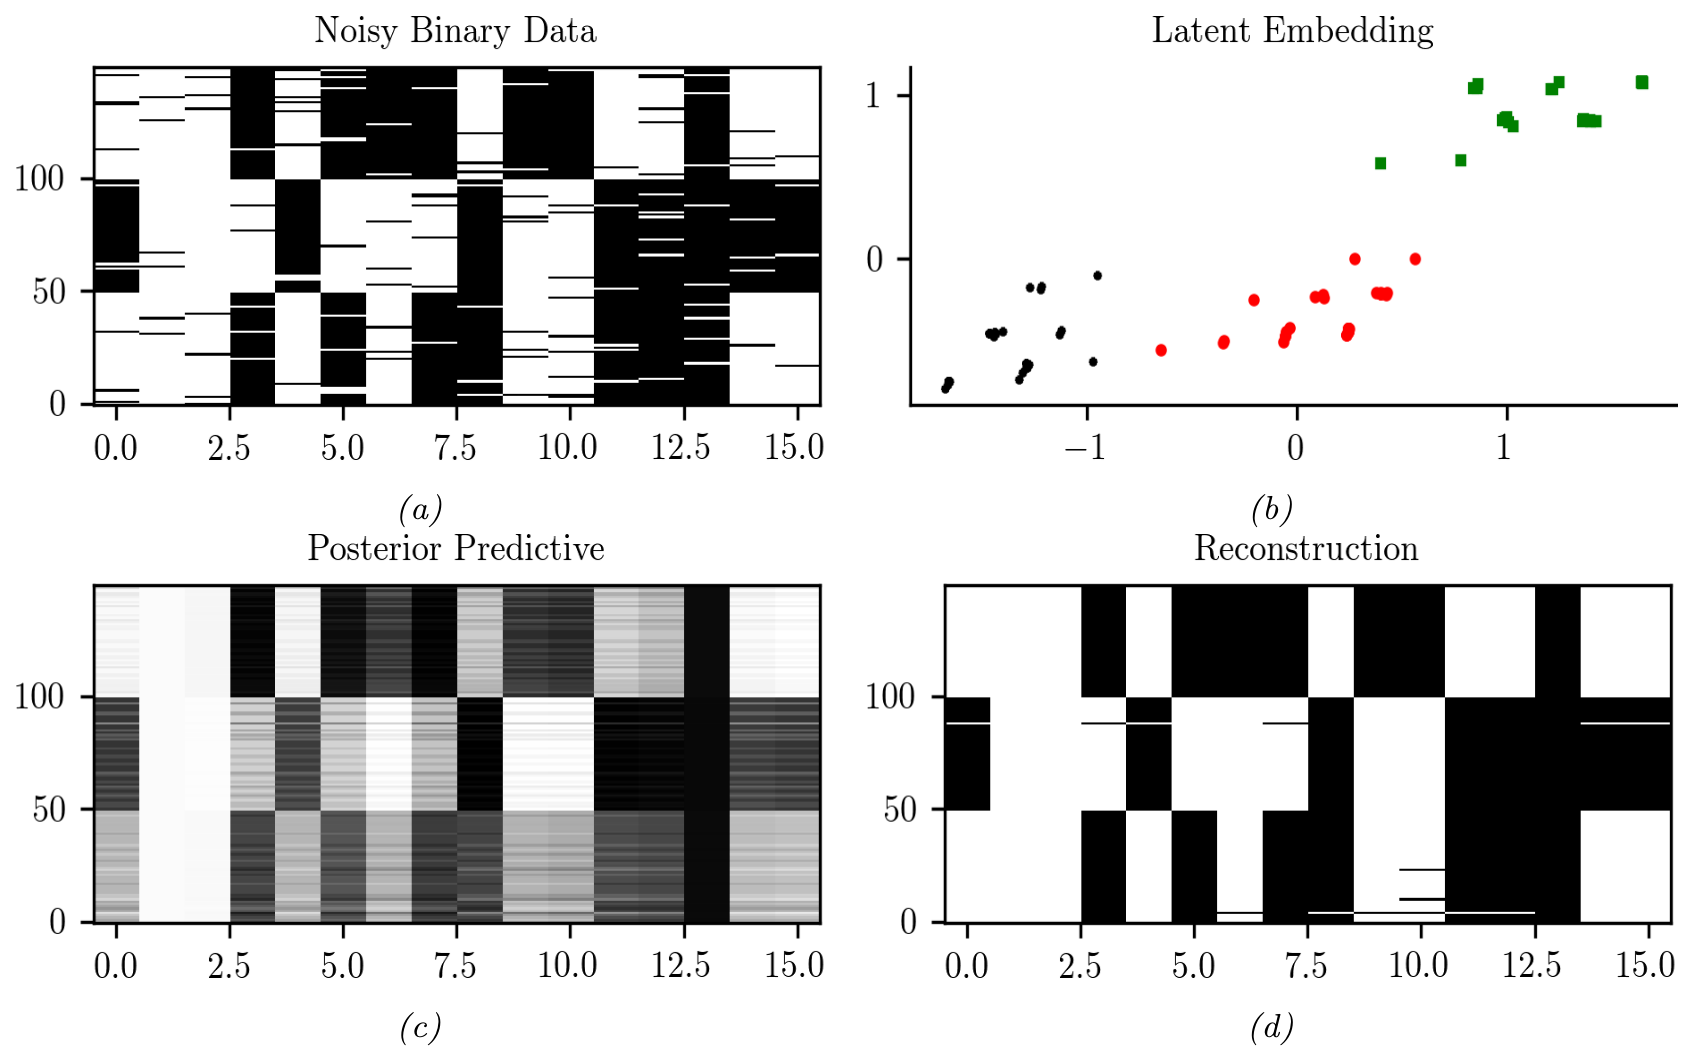 Noisy Binary Data
100
50
0
0.0 2.5 5.0 7.5 10.0 12.5 15.0
(a)
Latent Embedding
1
0
−1 0 1
(b)
Posterior Predictive
100
50
0
0.0 2.5 5.0 7.5 10.0 12.5 15.0
(c)
Reconstruction
100
50
0
0.0 2.5 5.0 7.5 10.0 12.5 15.0
(d)